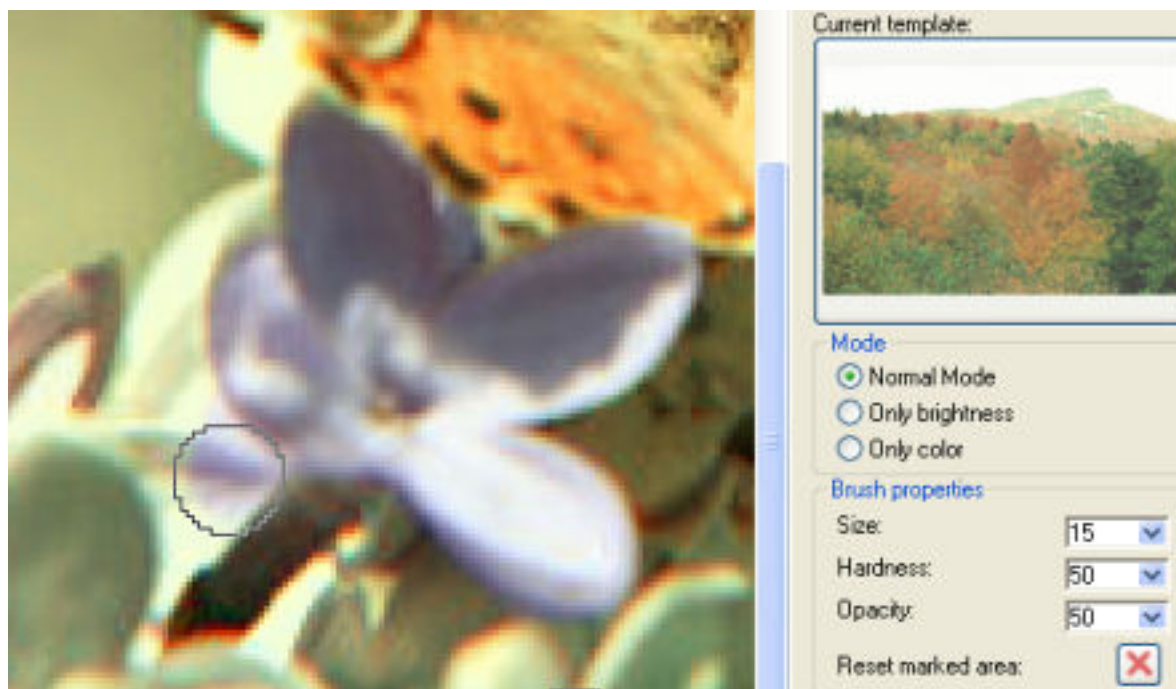 Current template:
Mode
Normal Mode
Only brightness
Only color
Brush properties
Size: 15
Hardness: 50
Opacity: 50
Reset marked area: